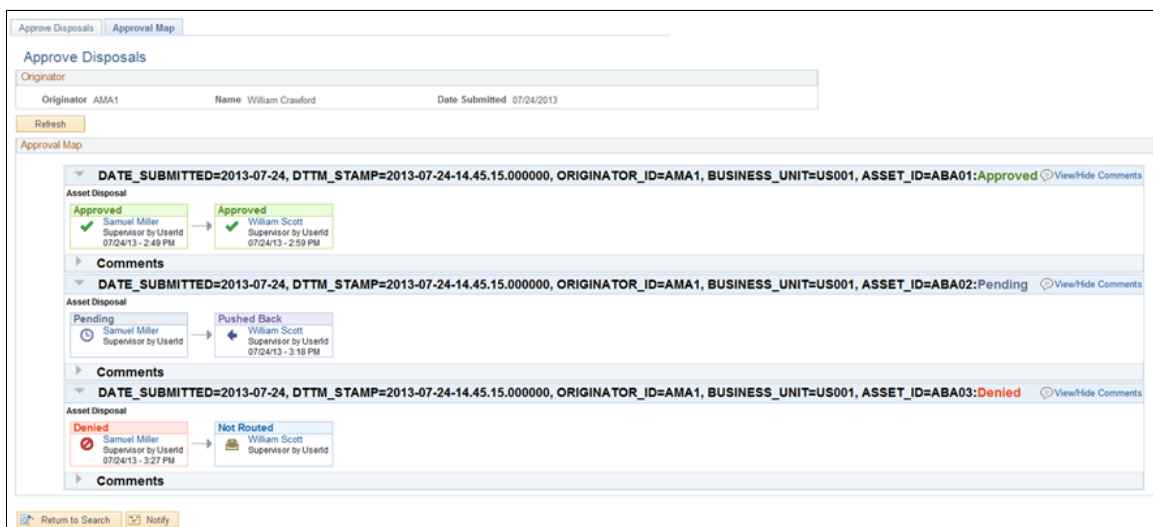 Approve Disposals Approval Map
Approve Disposals
Originator
Originator AMA1 Name William Crawford Date Submitted 07/24/2013
Refresh
Approval Map
DATE_SUBMITTED=2013-07-24, DTTM_STAMP=2013-07-24-14.45.15.000000, ORIGINATOR_ID=AMA1, BUSINESS_UNIT=US001, ASSET_ID=ABA01:Approved View/Hide Comments
Asset Disposal
Approved Approved
Samuel Miller William Scott
Supervisor by UserId Supervisor by UserId
07/24/13 - 2:49 PM 07/24/13 - 2:59 PM
Comments
DATE_SUBMITTED=2013-07-24, DTTM_STAMP=2013-07-24-14.45.15.000000, ORIGINATOR_ID=AMA1, BUSINESS_UNIT=US001, ASSET_ID=ABA02:Pending View/Hide Comments
Asset Disposal
Pending Pushed Back
Samuel Miller William Scott
Supervisor by UserId Supervisor by UserId
07/24/13 - 3:18 PM
Comments
DATE_SUBMITTED=2013-07-24, DTTM_STAMP=2013-07-24-14.45.15.000000, ORIGINATOR_ID=AMA1, BUSINESS_UNIT=US001, ASSET_ID=ABA03:Denied View/Hide Comments
Asset Disposal
Denied Not Routed
Samuel Miller William Scott
Supervisor by UserId Supervisor by UserId
07/24/13 - 3:27 PM
Comments
Return to Search Notify